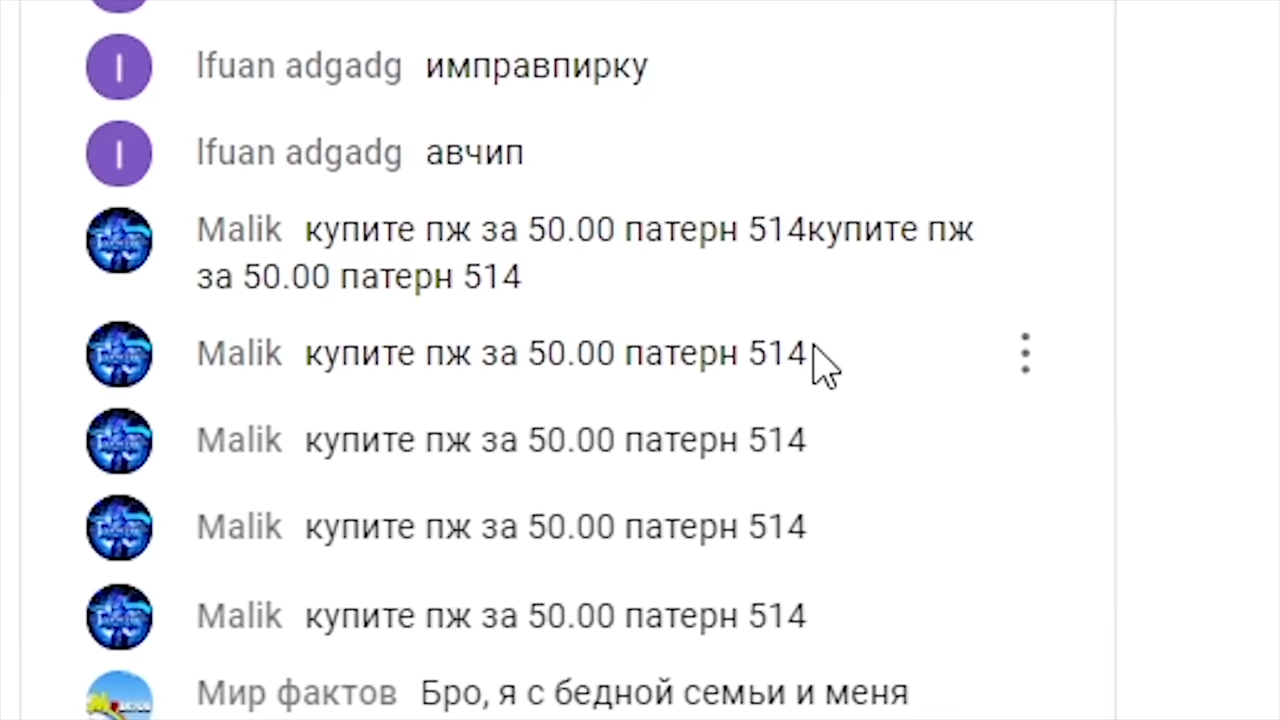 Ifuan adgadg имправпирку
Ifuan adgadg авчип
Malik купите пж за 50.00 патерн 514купите пж
за 50.00 патерн 514
Malik купите пж за 50.00 патерн 514
Malik купите пж за 50.00 патерн 514
Malik купите пж за 50.00 патерн 514
Malik купите пж за 50.00 патерн 514
Мир фактов Бро, я с бедной семьи и меня